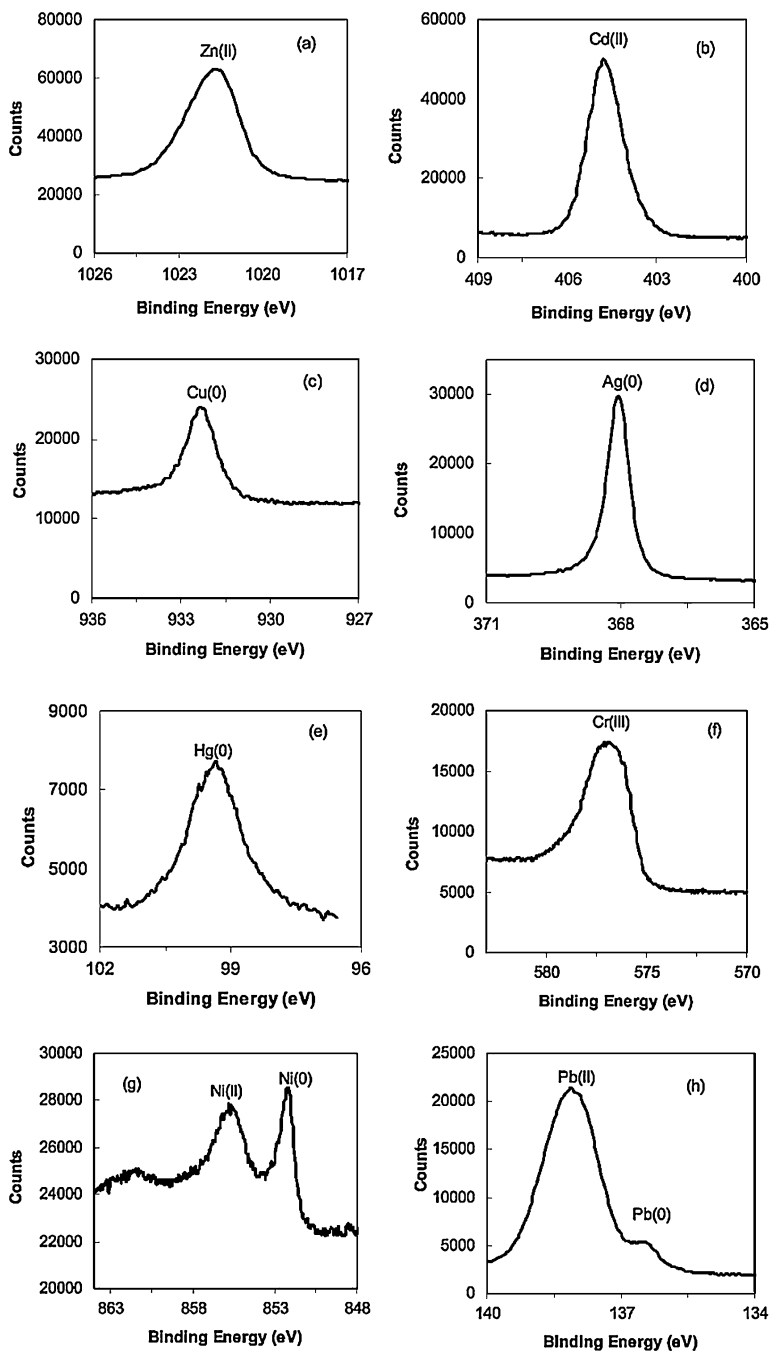 80000
60000
40000
20000
0
Counts
Zn(II)
(a)
1026 1023 1020 1017
Binding Energy (eV)
60000
40000
20000
0
Counts
Cd(II)
(b)
409 406 403 400
Binding Energy (eV)
30000
20000
10000
0
Counts
Cu(0)
(c)
936 933 930 927
Binding Energy (eV)
30000
20000
10000
0
Counts
Ag(0)
(d)
371 368 365
Binding Energy (eV)
9000
7000
5000
3000
Counts
Hg(0)
(e)
102 99 96
Binding Energy (eV)
20000
15000
10000
5000
0
Counts
Cr(III)
(f)
580 575 570
Binding Energy (eV)
30000
28000
26000
24000
22000
20000
Counts
(g)
Ni(II)
Ni(0)
863 858 853 848
Binding Energy (eV)
25000
20000
15000
10000
5000
0
Counts
Pb(II)
(h)
Pb(0)
140 137 134
Binding Energy (eV)